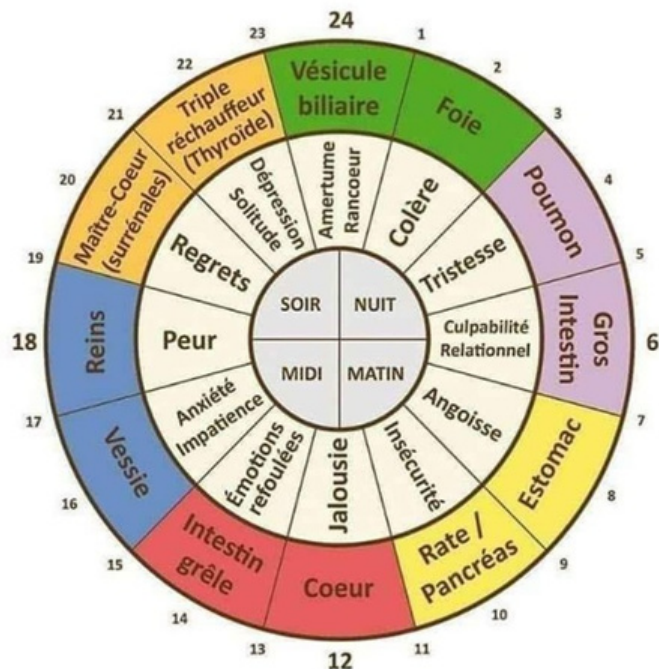 24
1
2
3
4
5
6
7
8
9
10
11
12
13
14
15
16
17
18
19
20
21
22
23
Vésicule
biliaire
Foie
Poumon
Gros
Intestin
Estomac
Rate /
Pancréas
Coeur
Intestin
grêle
Vessie
Reins
Maître-Coeur
(surrénales)
Triple
réchauffeur
(Thyroïde)
Amertume
Rancoeur
Colère
Tristesse
Culpabilité
Relationnel
Angoisse
Insécurité
Jalousie
Émotions
refoulées
Anxiété
Impatience
Peur
Regrets
Dépression
Solitude
SOIR
NUIT
MIDI
MATIN